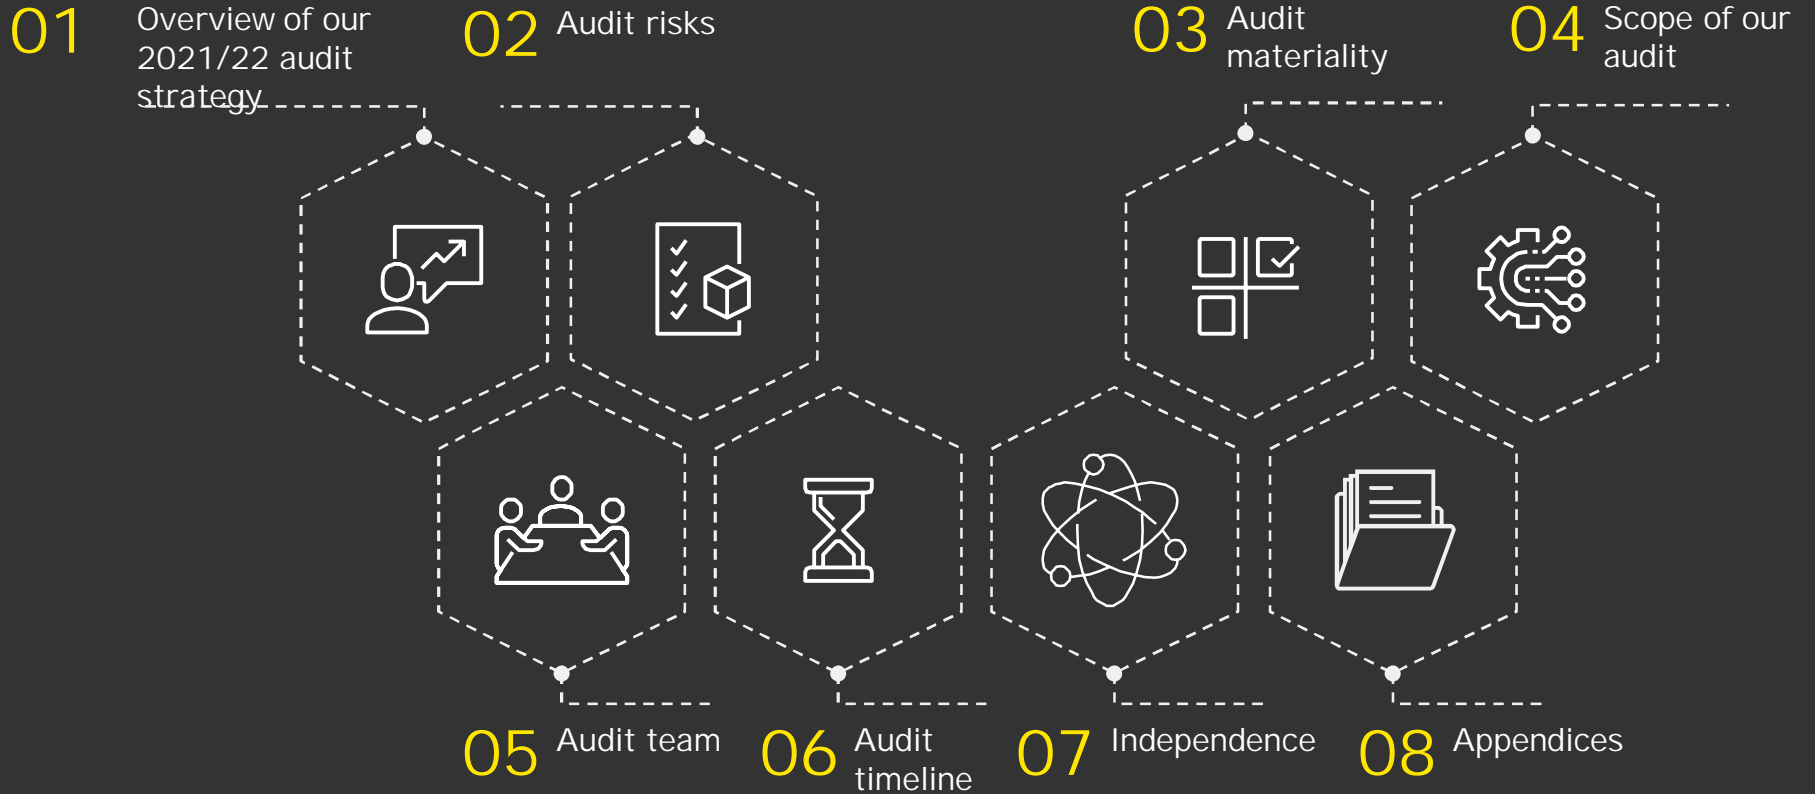 01 Overview of our
2021/22 audit
strategy
02 Audit risks
03 Audit
materiality
04 Scope of our
audit
05 Audit team
06 Audit
timeline
07 Independence
08 Appendices